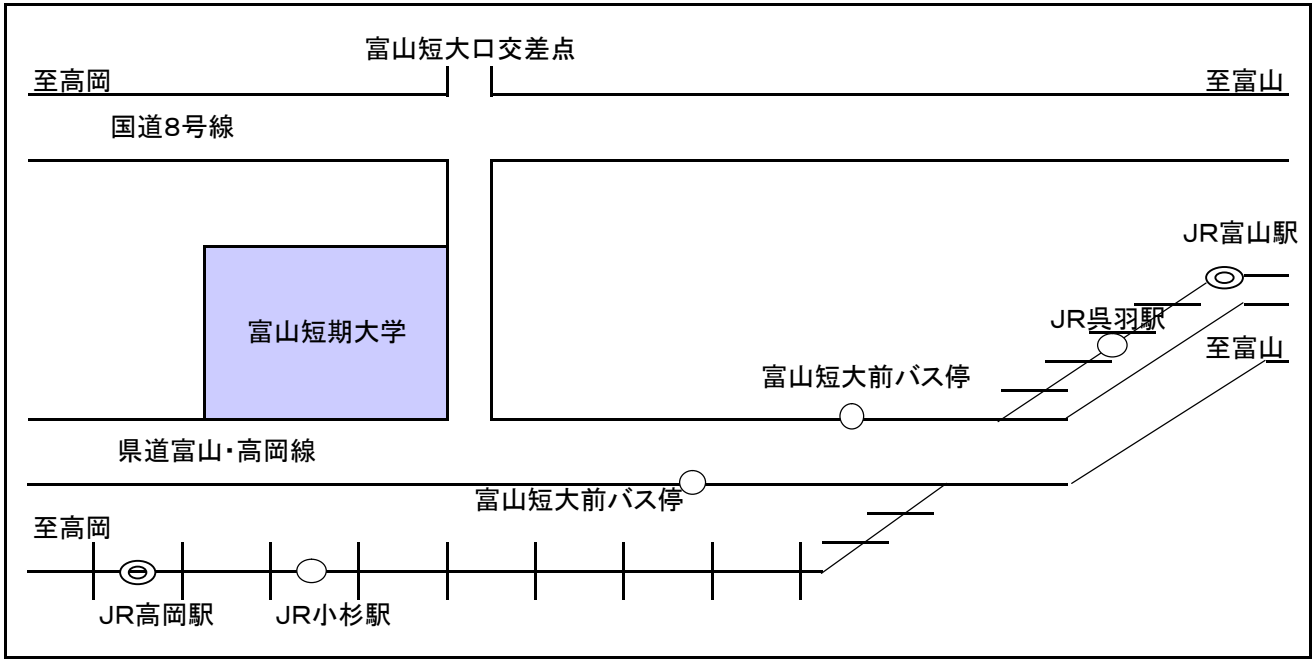 富山短大口交差点
至高岡
至富山
国道8号線
JR富山駅
JR呉羽駅
富山短期大学
至富山
富山短大前バス停
県道富山・高岡線
富山短大前バス停
至高岡
JR高岡駅
JR小杉駅